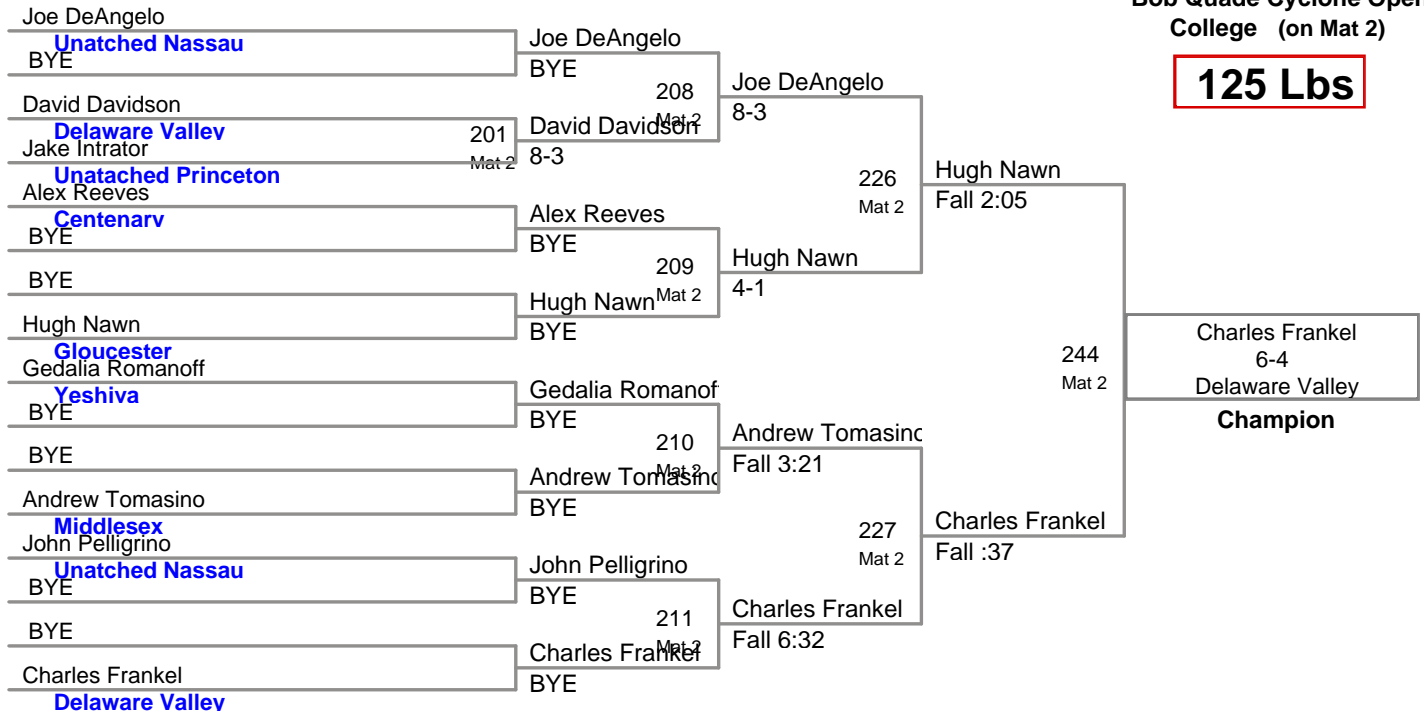 Bob Quade Cyclone Open
College (on Mat 2)
125 Lbs
Joe DeAngelo
Unatched Nassau
BYE
David Davidson
Delaware Valley
Jake Intrator
Unatached Princeton
Alex Reeves
Centenary
BYE
BYE
Hugh Nawn
Gloucester
Gedalia Romanoff
Yeshiva
BYE
BYE
Andrew Tomasino
Middlesex
John Pelligrino
Unatched Nassau
BYE
BYE
Charles Frankel
Delaware Valley
Joe DeAngelo
BYE
201
Mat 2
David Davidson
8-3
Alex Reeves
BYE
Hugh Nawn
BYE
Gedalia Romanof
BYE
Andrew Tomasino
BYE
John Pelligrino
BYE
Charles Frankel
BYE
208
Mat 2
Joe DeAngelo
8-3
209
Mat 2
Hugh Nawn
4-1
210
Mat 2
Andrew Tomasino
Fall 3:21
211
Mat 2
Charles Frankel
Fall 6:32
226
Mat 2
Hugh Nawn
Fall 2:05
227
Mat 2
Charles Frankel
Fall :37
244
Mat 2
Charles Frankel
6-4
Delaware Valley
Champion